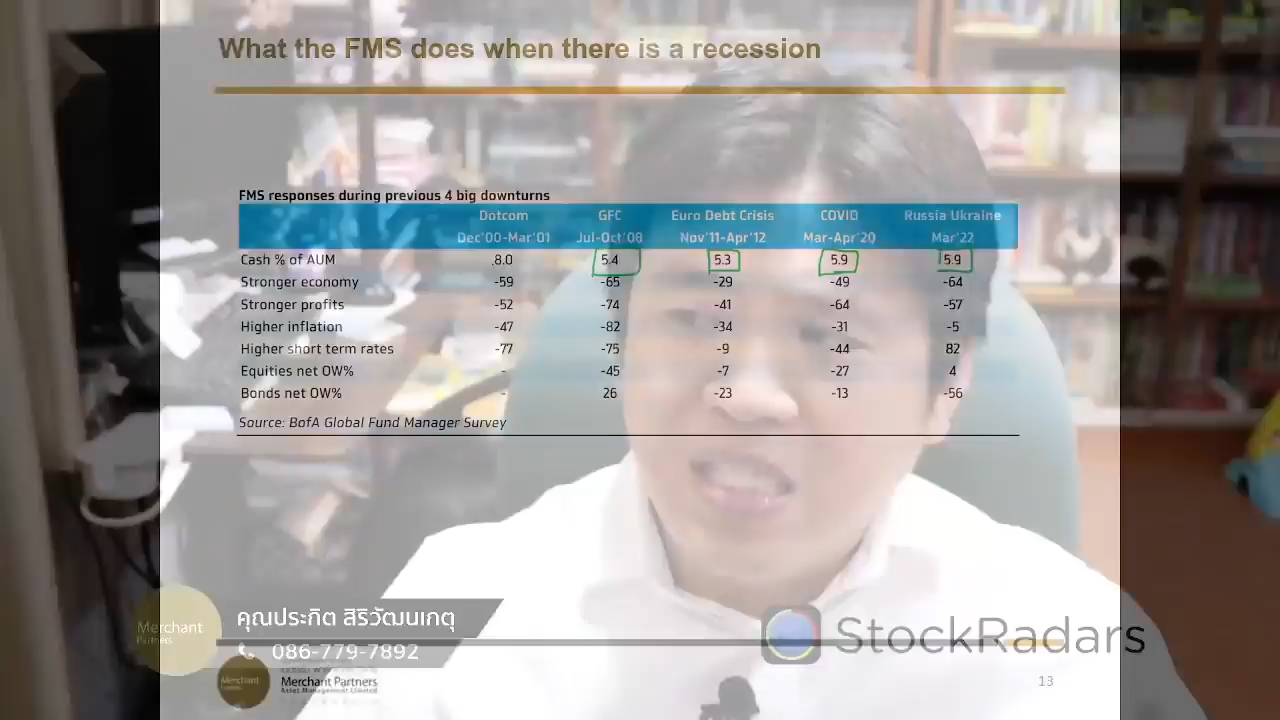 What the FMS does when there is a recession
FMS responses during previous 4 big downturns
Dotcom GFC Euro Debt Crisis COVID Russia Ukraine
Dec'00-Mar'01 Jul-Oct'08 Nov'11-Apr'12 Mar-Apr'20 Mar'22
Cash % of AUM 8.0 5.4 5.3 5.9 5.9
Stronger economy -59 -65 -29 -49 -64
Stronger profits -52 -74 -41 -64 -57
Higher inflation -47 -82 -34 -31 -5
Higher short term rates -77 -75 -9 -44 82
Equities net OW% - -45 -7 -27 4
Bonds net OW% - 26 -23 -13 -56
Source: BofA Global Fund Manager Survey
Merchant
Partners
คุณประกิต สิริวัฒนเกตุ
086-779-7892
StockRadars
Merchant Partners
Asset Management Limited
13